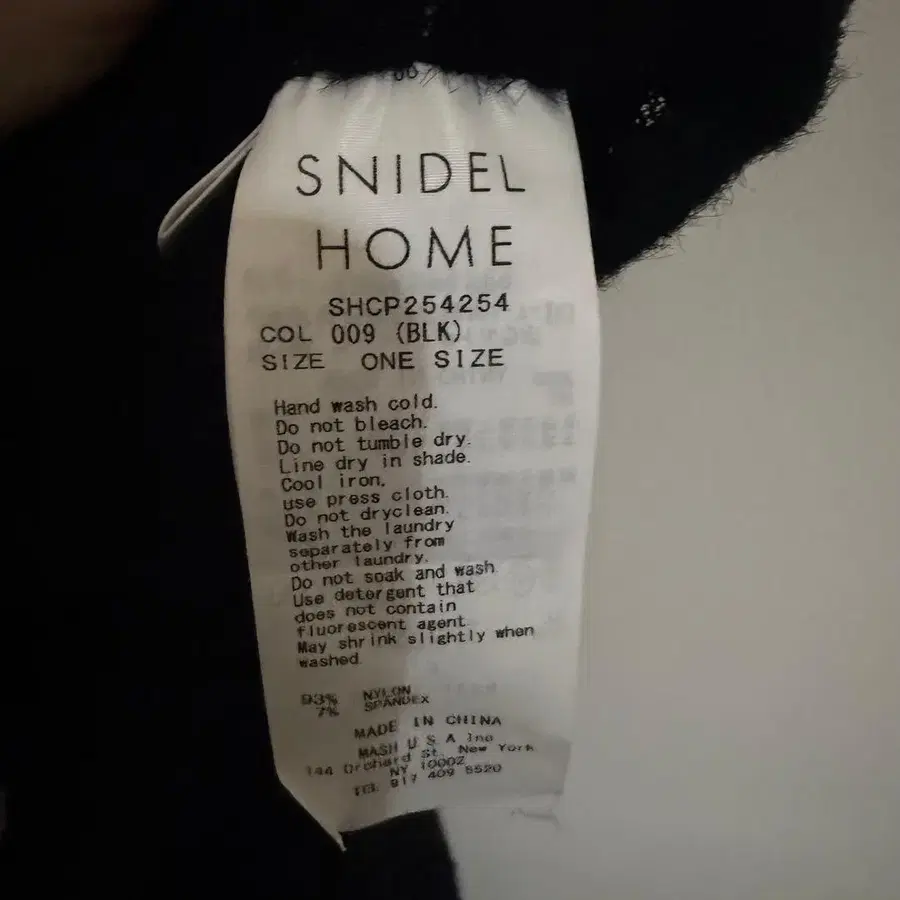 SNIDEL
HOME
SHCP254254
COL 009 (BLK)
SIZE ONE SIZE
Hand wash cold.
Do not bleach.
Do not tumble dry.
Line dry in shade.
Cool iron,
use press cloth.
Do not dryclean.
Wash the laundry
separately from
other laundry.
Do not soak and wash.
Use detergent that
does not contain
fluorescent agent.
May shrink slightly when
washed.
93% NYLON
7% SPANDEX
MADE IN CHINA
MASH U S A Inc
144 Orchard St. New York
NY 10002
TEL 917 409 5520